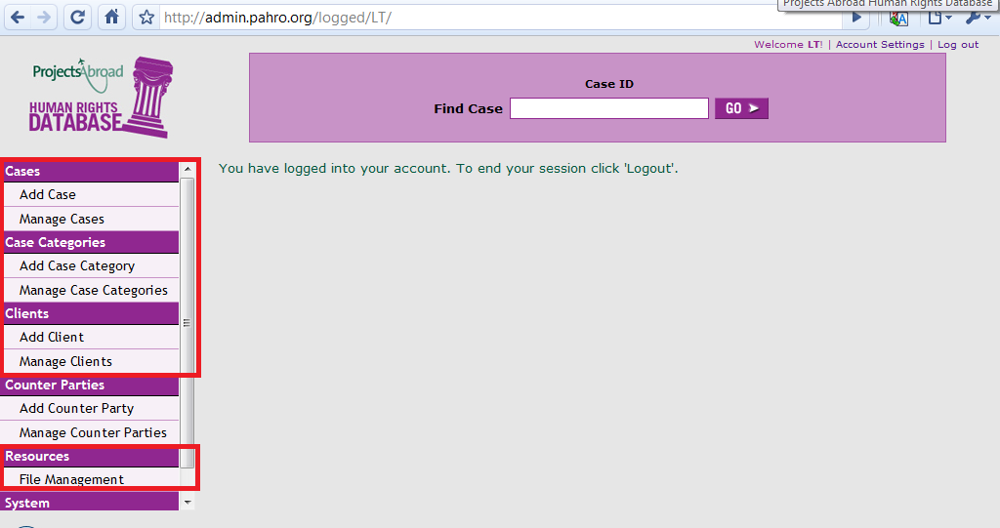 Projects Abroad Human Rights Database
http://admin.pahro.org/logged/LT/
Welcome LT! | Account Settings | Log out
ProjectsAbroad
HUMAN RIGHTS
DATABASE
Case ID
Find Case
GO
You have logged into your account. To end your session click 'Logout'.
Cases
Add Case
Manage Cases
Case Categories
Add Case Category
Manage Case Categories
Clients
Add Client
Manage Clients
Counter Parties
Add Counter Party
Manage Counter Parties
Resources
File Management
System